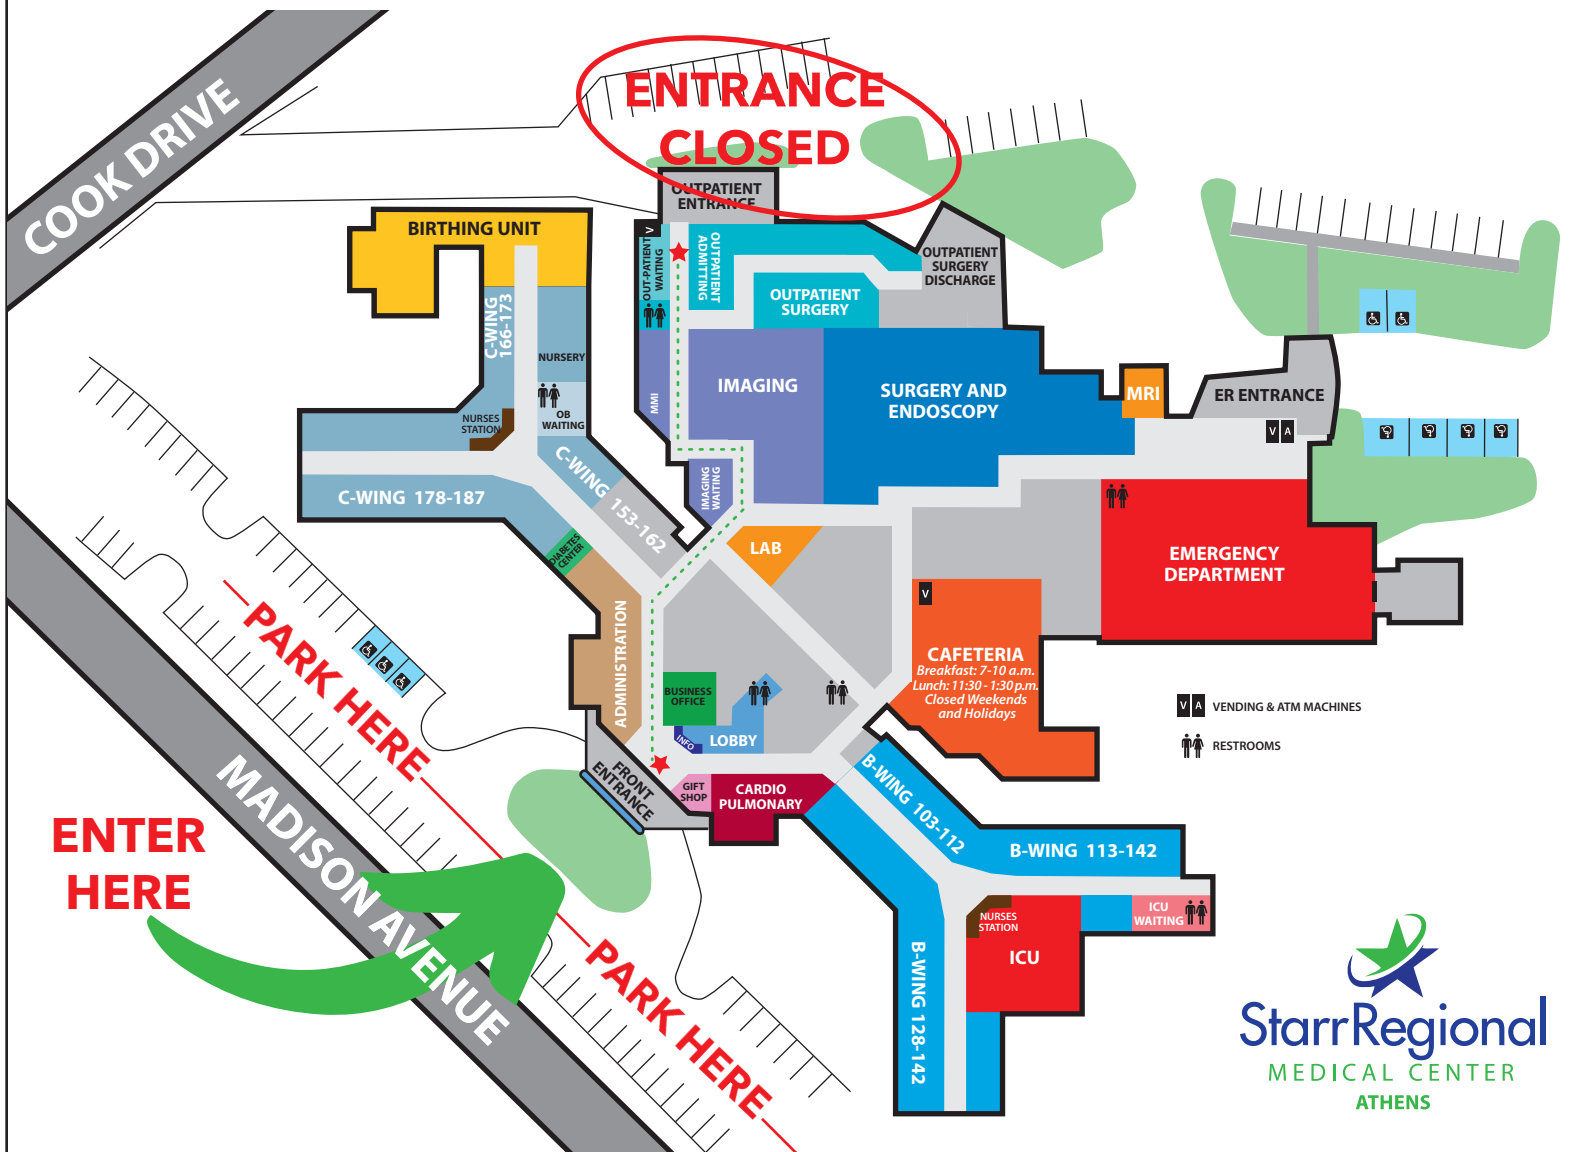 COOK DRIVE
ENTRANCE
CLOSED
OUTPATIENT
ENTRANCE
BIRTHING UNIT
V
OUT-PATIENT
WAITING
OUTPATIENT
ADMITTING
OUTPATIENT
SURGERY
DISCHARGE
OUTPATIENT
SURGERY
C-WING
166-173
NURSERY
OB
WAITING
NURSES
STATION
MMI
IMAGING
SURGERY AND
ENDOSCOPY
MRI
ER ENTRANCE
V A
C-WING 178-187
C-WING
153-162
IMAGING
WAITING
DIABETES
CENTER
LAB
EMERGENCY
DEPARTMENT
ADMINISTRATION
V
CAFETERIA
Breakfast: 7-10 a.m.
Lunch: 11:30 - 1:30 p.m.
Closed Weekends
and Holidays
BUSINESS
OFFICE
INFO
LOBBY
FRONT
ENTRANCE
GIFT
SHOP
CARDIO
PULMONARY
V A VENDING & ATM MACHINES
RESTROOMS
B-WING 103-112
B-WING 113-142
NURSES
STATION
ICU
WAITING
ICU
B-WING 128-142
PARK HERE
MADISON AVENUE
ENTER
HERE
PARK HERE
StarrRegional
MEDICAL CENTER
ATHENS